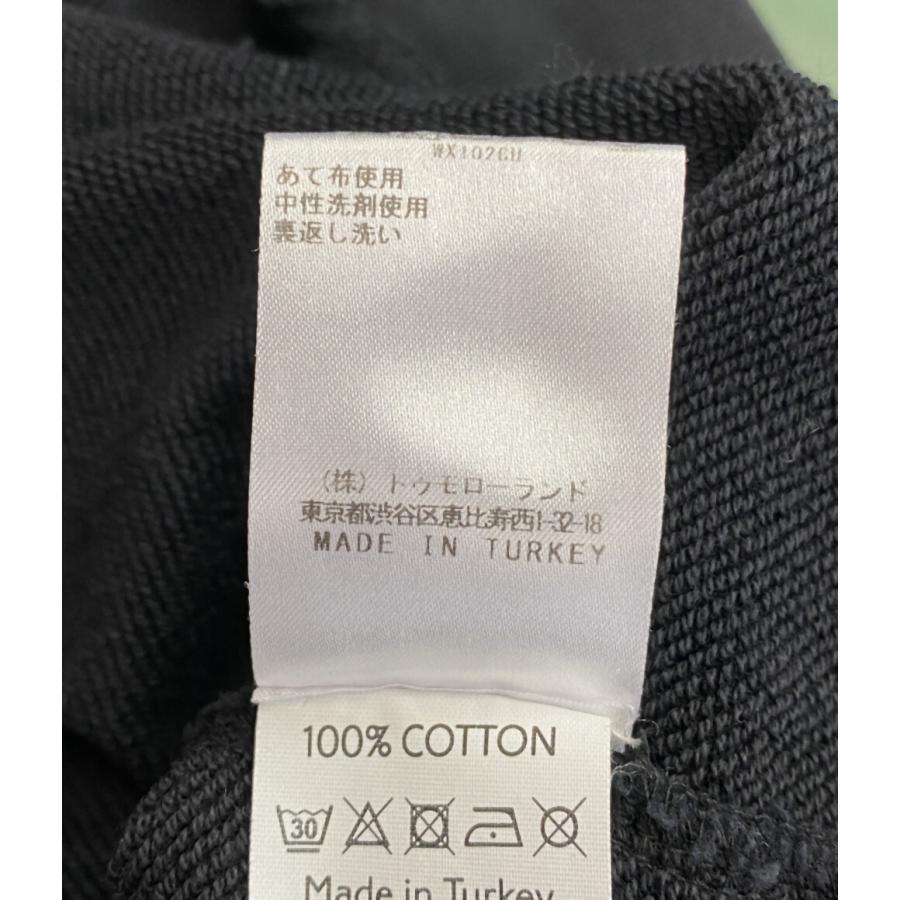 WX102CH
あて布使用
中性洗剤使用
裏返し洗い
(株)トゥモローランド
東京都渋谷区恵比寿西1-32-18
MADE IN TURKEY
100% COTTON
30
Made in Turkey